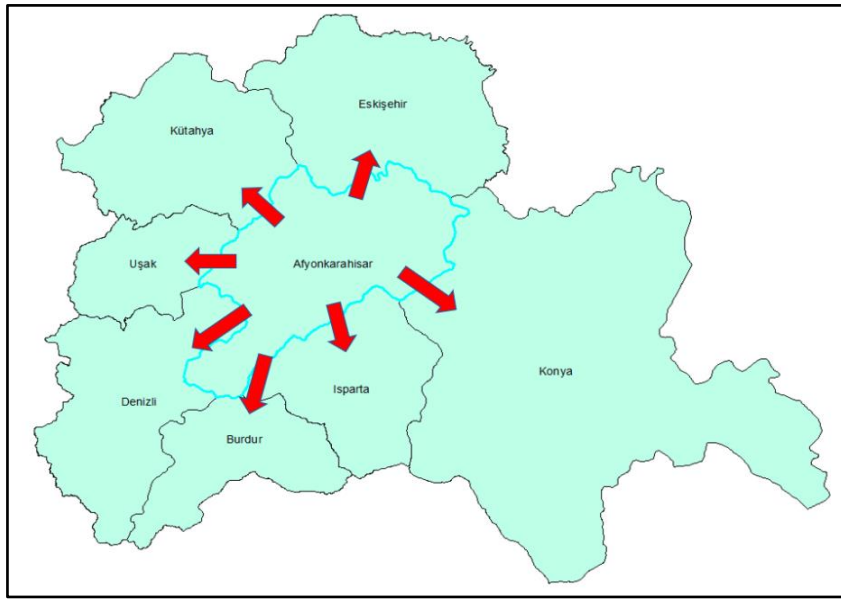 Eskişehir
Kütahya
Uşak
Afyonkarahisar
Konya
Isparta
Denizli
Burdur